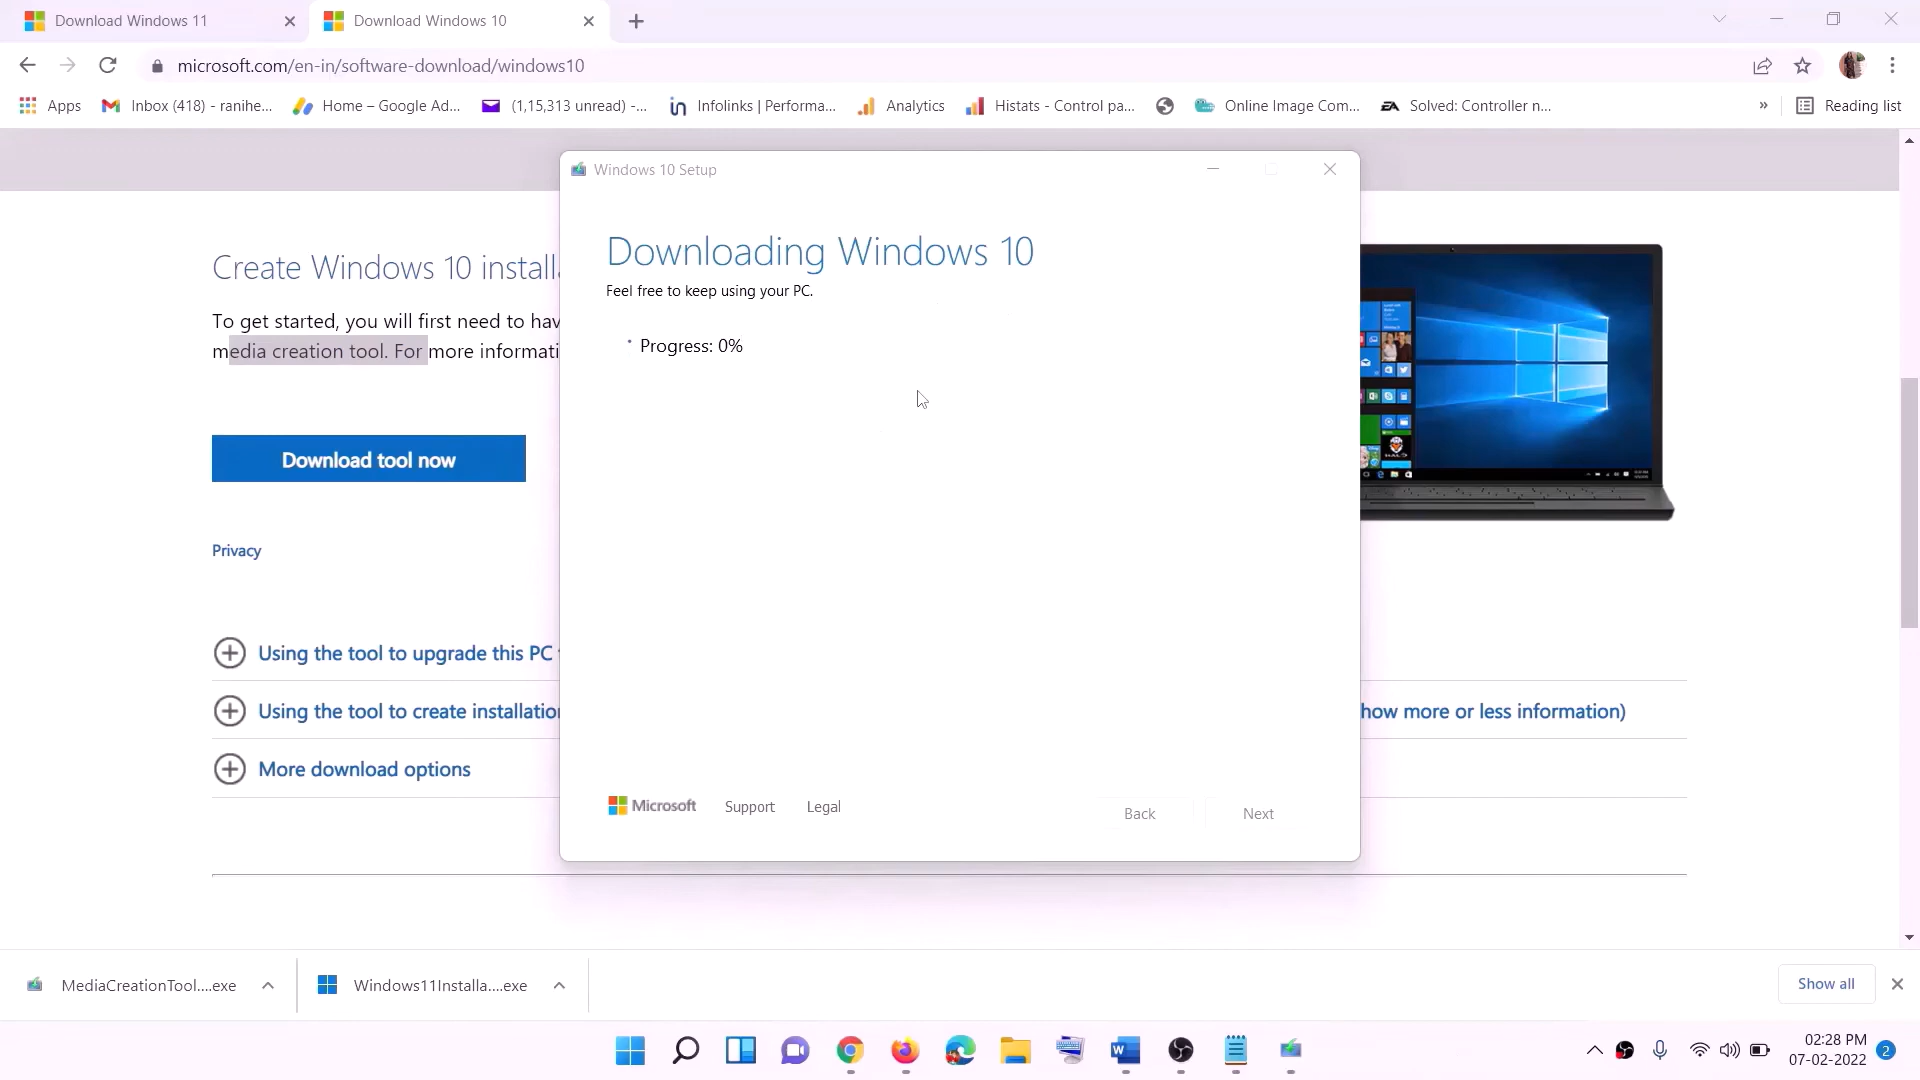 Download Windows 11
Download Windows 10
microsoft.com/en-in/software-download/windows10
Apps
Inbox (418) - ranihe...
Home – Google Ad...
(1,15,313 unread) -...
Infolinks | Performa...
Analytics
Histats - Control pa...
Online Image Com...
Solved: Controller n...
»
Reading list
Windows 10 Setup
Downloading Windows 10
Feel free to keep using your PC.
Progress: 0%
Create Windows 10 installa
To get started, you will first need to hav
media creation tool. For more informati
Download tool now
Privacy
Using the tool to upgrade this PC
Using the tool to create installation
how more or less information)
More download options
Microsoft
Support
Legal
Back
Next
MediaCreationTool....exe
Windows11Installa....exe
Show all
02:28 PM
07-02-2022
2